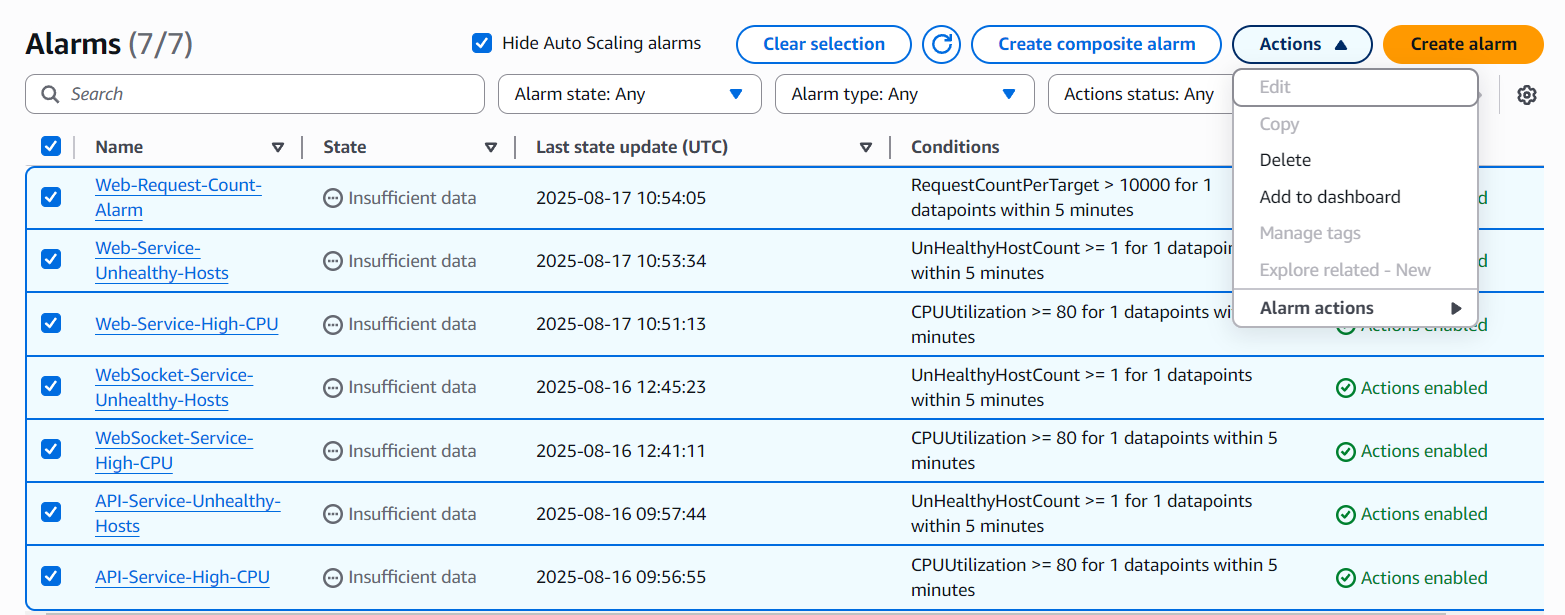 Alarms (7/7)
Hide Auto Scaling alarms
Clear selection
Create composite alarm
Actions
Create alarm
Search
Alarm state: Any
Alarm type: Any
Actions status: Any
Edit
Copy
Delete
Add to dashboard
Manage tags
Explore related - New
Alarm actions
Name
State
Last state update (UTC)
Conditions
Web-Request-Count-
Alarm
Insufficient data
2025-08-17 10:54:05
RequestCountPerTarget > 10000 for 1
datapoints within 5 minutes
Web-Service-
Unhealthy-Hosts
Insufficient data
2025-08-17 10:53:34
UnHealthyHostCount >= 1 for 1
within 5 minutes
Web-Service-High-CPU
Insufficient data
2025-08-17 10:51:13
CPUUtilization >= 80 for 1 datapoints
minutes
Actions enabled
WebSocket-Service-
Unhealthy-Hosts
Insufficient data
2025-08-16 12:45:23
UnHealthyHostCount >= 1 for 1 datapoints
within 5 minutes
Actions enabled
WebSocket-Service-
High-CPU
Insufficient data
2025-08-16 12:41:11
CPUUtilization >= 80 for 1 datapoints within 5
minutes
Actions enabled
API-Service-Unhealthy-
Hosts
Insufficient data
2025-08-16 09:57:44
UnHealthyHostCount >= 1 for 1 datapoints
within 5 minutes
Actions enabled
API-Service-High-CPU
Insufficient data
2025-08-16 09:56:55
CPUUtilization >= 80 for 1 datapoints within 5
minutes
Actions enabled